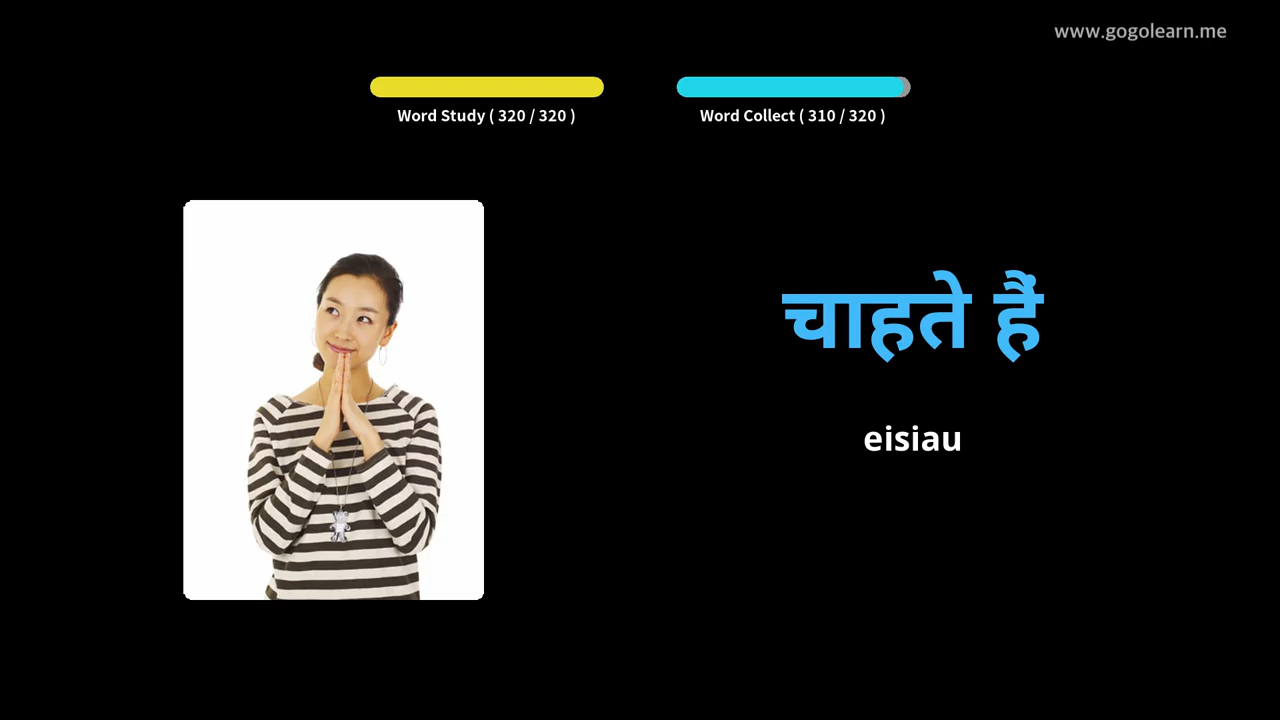 www.gogolearn.me
Word Study ( 320 / 320 )
Word Collect ( 310 / 320 )
चाहते हैं
eisiau